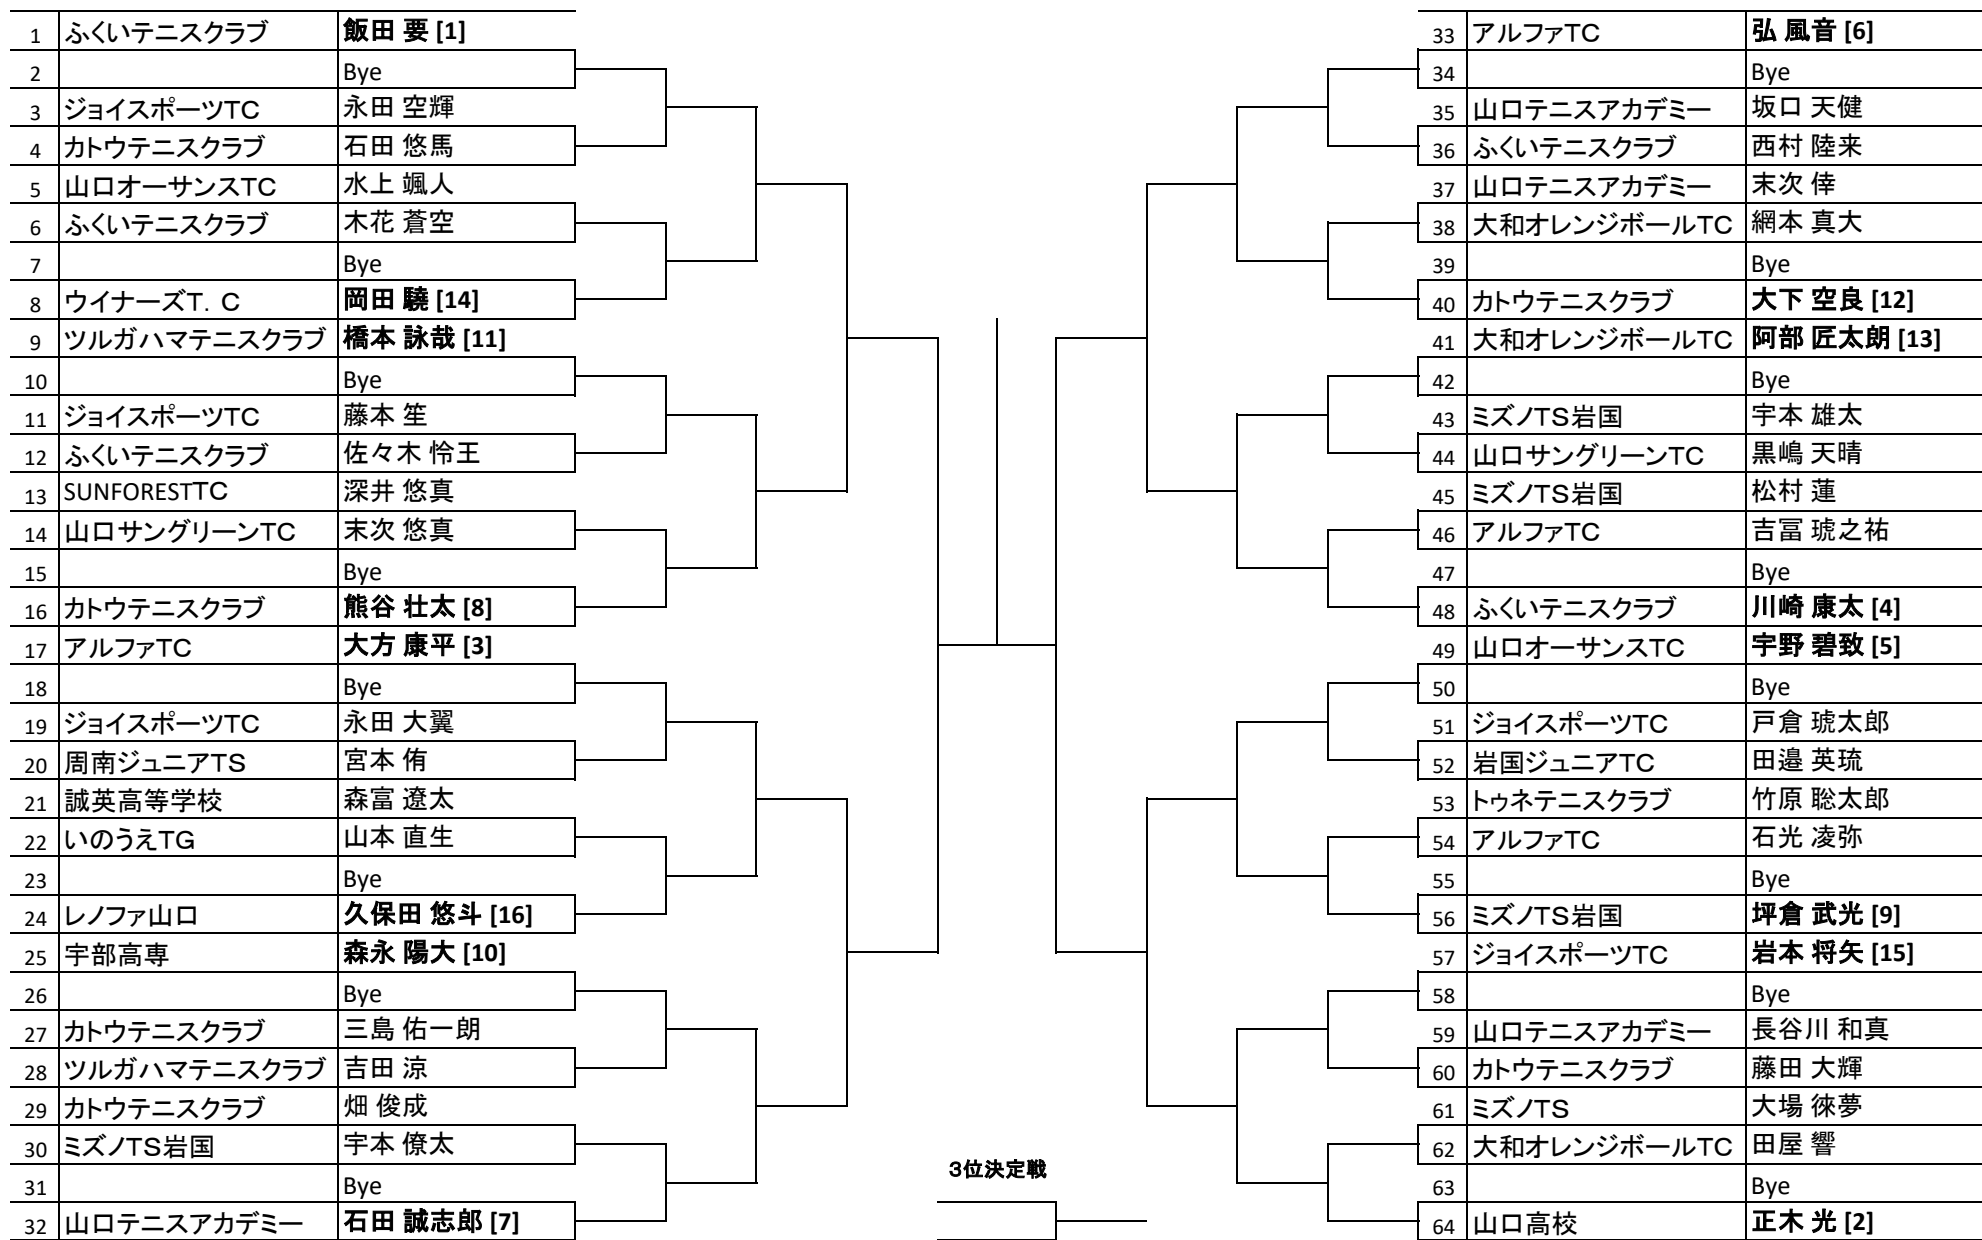 1 ふくいテニスクラブ 飯田 要 [1]
2 Bye
3 ジョイスポーツTC 永田 空輝
4 カトウテニスクラブ 石田 悠馬
5 山口オーサンスTC 水上 颯人
6 ふくいテニスクラブ 木花 蒼空
7 Bye
8 ウイナーズT．C 岡田 驍 [14]
9 ツルガハマテニスクラブ 橋本 詠哉 [11]
10 Bye
11 ジョイスポーツTC 藤本 笙
12 ふくいテニスクラブ 佐々木 怜王
13 SUNFORESTTC 深井 悠真
14 山口サングリーンTC 末次 悠真
15 Bye
16 カトウテニスクラブ 熊谷 壮太 [8]
17 アルファTC 大方 康平 [3]
18 Bye
19 ジョイスポーツTC 永田 大翼
20 周南ジュニアTS 宮本 侑
21 誠英高等学校 森富 遼太
22 いのうえTG 山本 直生
23 Bye
24 レノファ山口 久保田 悠斗 [16]
25 宇部高専 森永 陽大 [10]
26 Bye
27 カトウテニスクラブ 三島 佑一朗
28 ツルガハマテニスクラブ 吉田 涼
29 カトウテニスクラブ 畑 俊成
30 ミズノTS岩国 宇本 僚太
31 Bye
32 山口テニスアカデミー 石田 誠志郎 [7]
3位決定戦
33 アルファTC 弘 風音 [6]
34 Bye
35 山口テニスアカデミー 坂口 天健
36 ふくいテニスクラブ 西村 陸来
37 山口テニスアカデミー 末次 倖
38 大和オレンジボールTC 網本 真大
39 Bye
40 カトウテニスクラブ 大下 空良 [12]
41 大和オレンジボールTC 阿部 匠太朗 [13]
42 Bye
43 ミズノTS岩国 宇本 雄太
44 山口サングリーンTC 黒嶋 天晴
45 ミズノTS岩国 松村 蓮
46 アルファTC 吉冨 琥之祐
47 Bye
48 ふくいテニスクラブ 川崎 康太 [4]
49 山口オーサンスTC 宇野 碧致 [5]
50 Bye
51 ジョイスポーツTC 戸倉 琥太郎
52 岩国ジュニアTC 田邉 英琉
53 トゥネテニスクラブ 竹原 聡太郎
54 アルファTC 石光 凌弥
55 Bye
56 ミズノTS岩国 坪倉 武光 [9]
57 ジョイスポーツTC 岩本 将矢 [15]
58 Bye
59 山口テニスアカデミー 長谷川 和真
60 カトウテニスクラブ 藤田 大輝
61 ミズノTS 大場 徠夢
62 大和オレンジボールTC 田屋 響
63 Bye
64 山口高校 正木 光 [2]